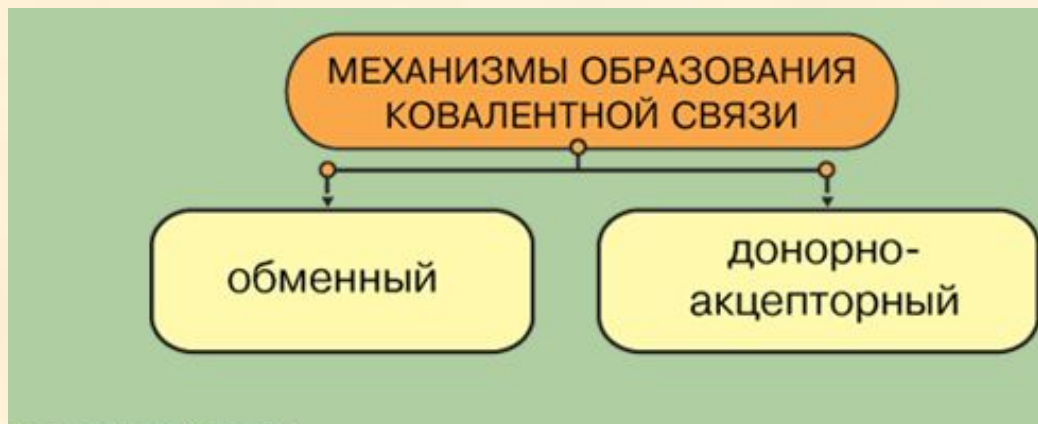 МЕХАНИЗМЫ ОБРАЗОВАНИЯ
КОВАЛЕНТНОЙ СВЯЗИ
обменный
донорно-
акцепторный